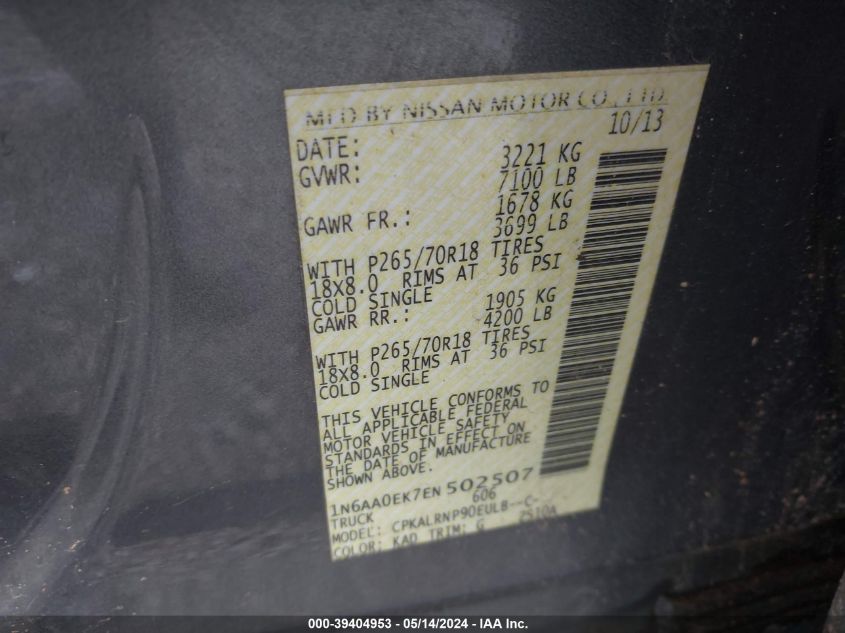 MFD BY NISSAN MOTOR CO., LTD.
DATE: 10/13
GVWR: 3221 KG
7100 LB
GAWR FR.: 1678 KG
3699 LB
WITH P265/70R18 TIRES
18X8.0 RIMS AT 36 PSI
COLD SINGLE
GAWR RR.: 1905 KG
4200 LB
WITH P265/70R18 TIRES
18X8.0 RIMS AT 36 PSI
COLD SINGLE
THIS VEHICLE CONFORMS TO
ALL APPLICABLE FEDERAL
MOTOR VEHICLE SAFETY
STANDARDS IN EFFECT ON
THE DATE OF MANUFACTURE
SHOWN ABOVE.
1N6AA0EK7EN502507
TRUCK 606
MODEL: CPKALRNP90EULB--C-
COLOR: KAD TRIM: G 2S10A
000-39404953 - 05/14/2024 - IAA Inc.